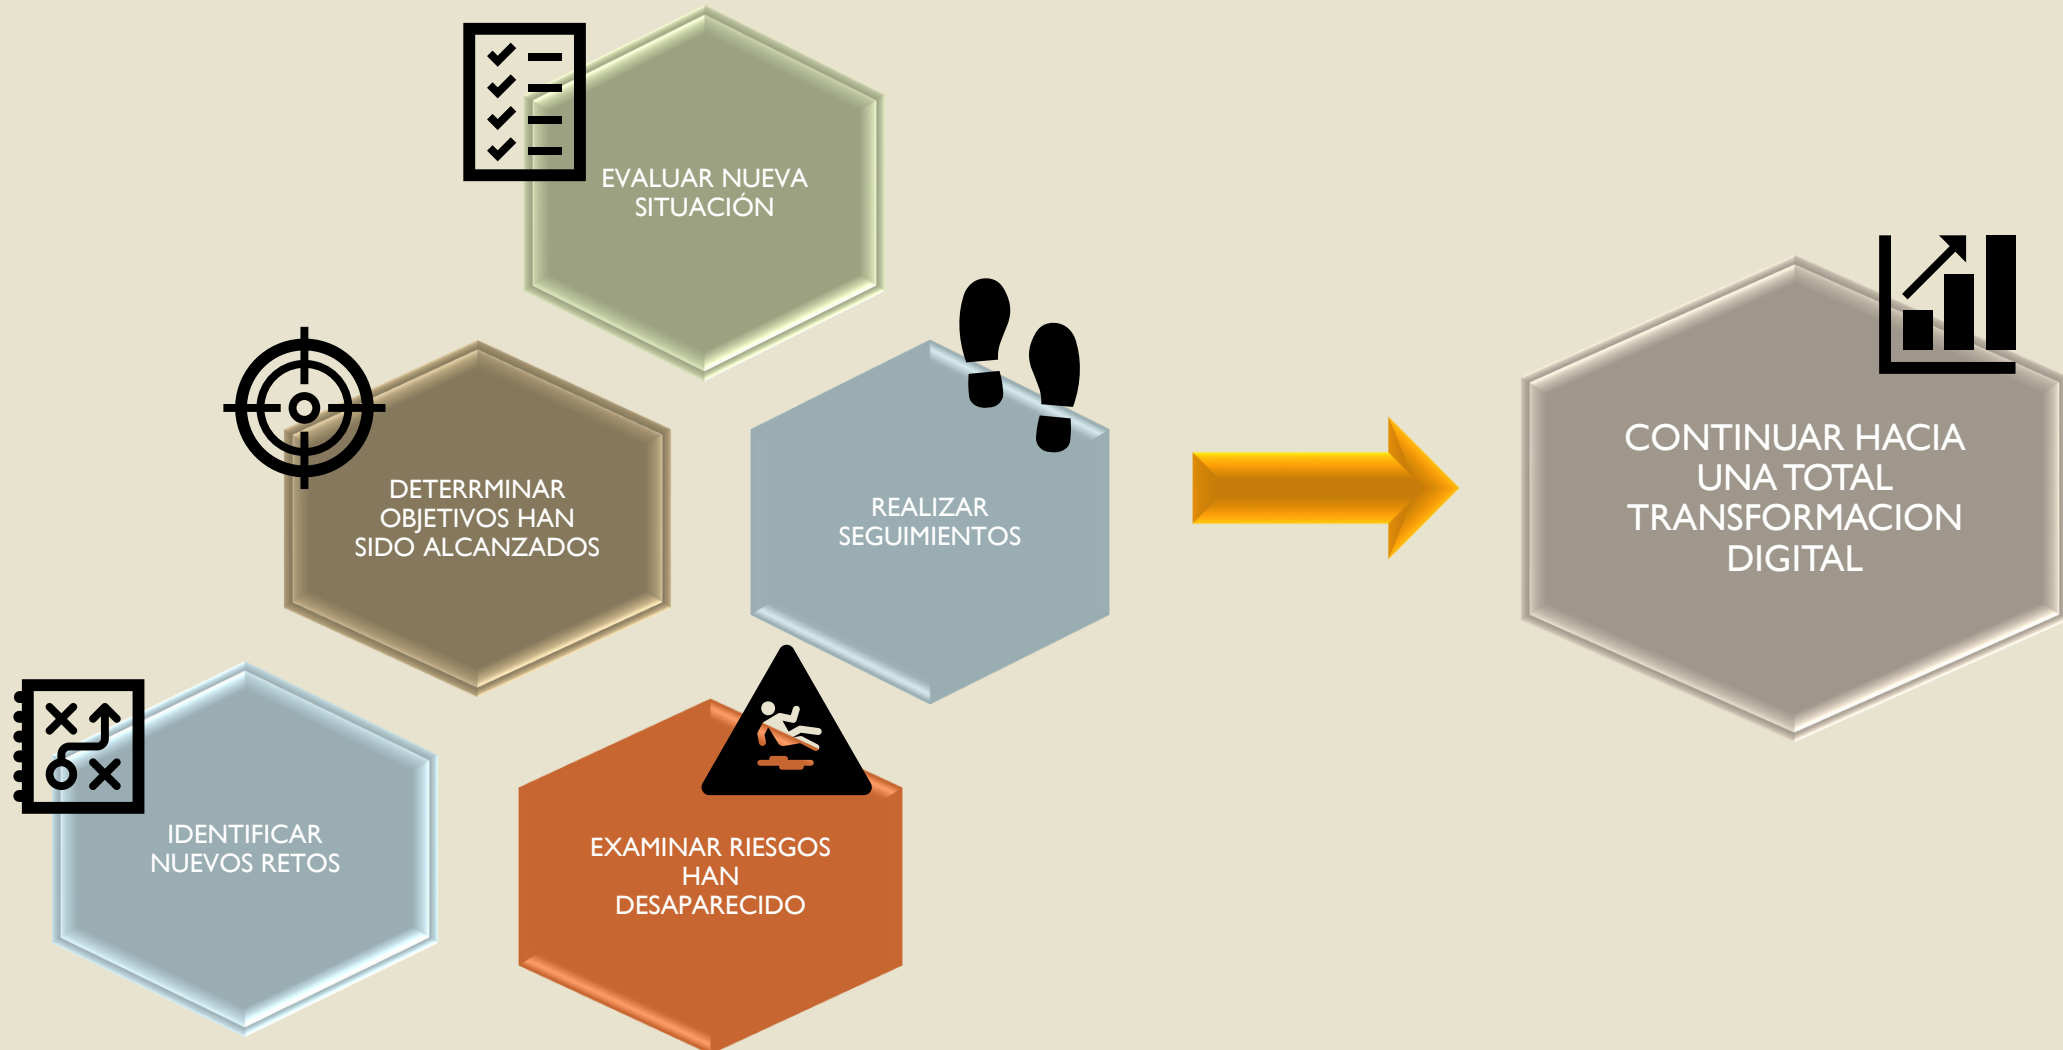 EVALUAR NUEVA
SITUACIÓN
DETERRMINAR
OBJETIVOS HAN
SIDO ALCANZADOS
REALIZAR
SEGUIMIENTOS
IDENTIFICAR
NUEVOS RETOS
EXAMINAR RIESGOS
HAN
DESAPARECIDO
CONTINUAR HACIA
UNA TOTAL
TRANSFORMACION
DIGITAL